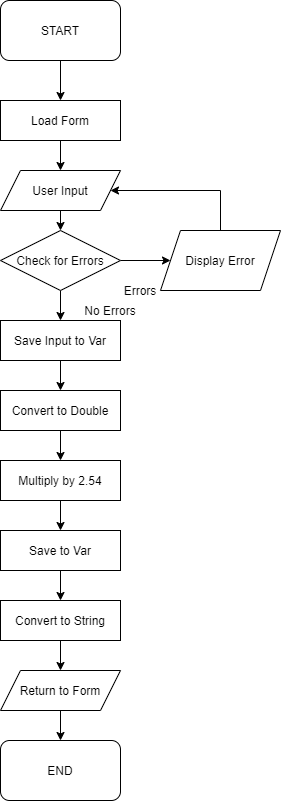 START
Load Form
User Input
Check for Errors
Display Error
Errors
No Errors
Save Input to Var
Convert to Double
Multiply by 2.54
Save to Var
Convert to String
Return to Form
END